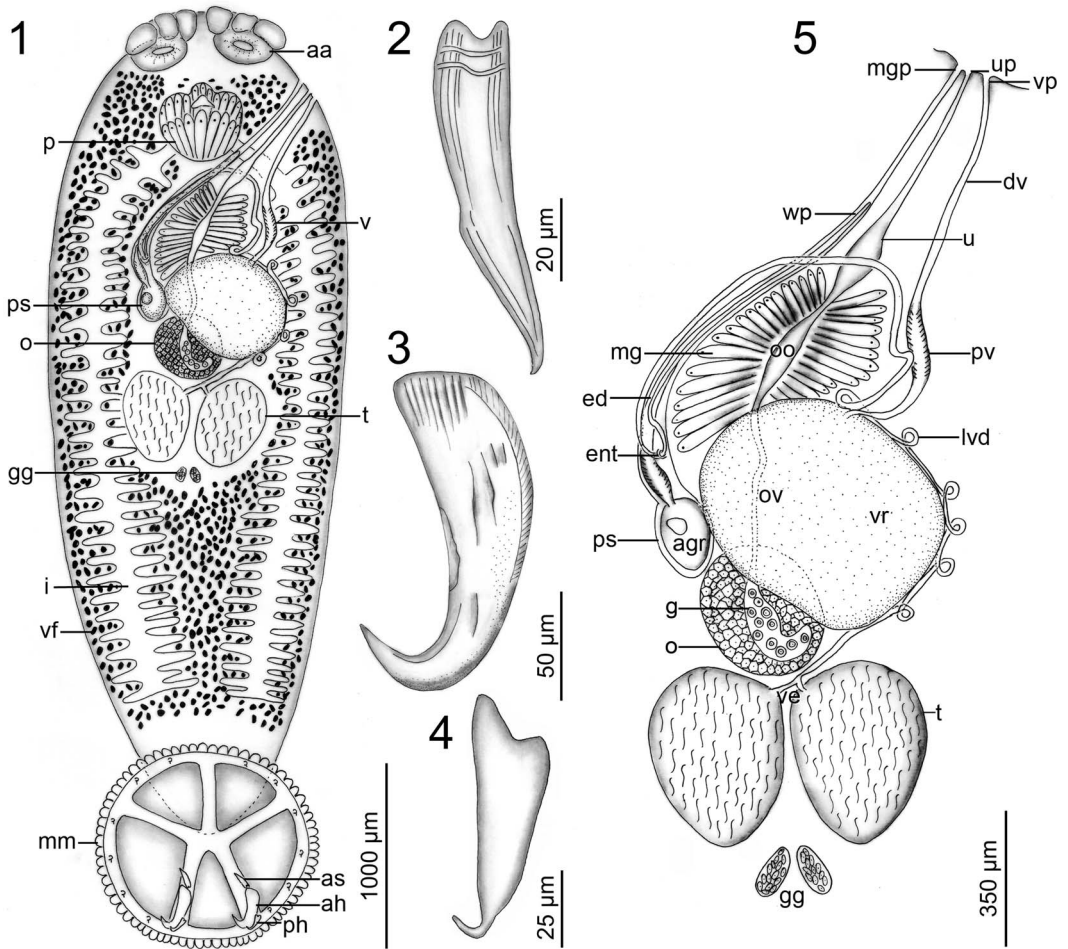 1
aa
p
v
ps
o
t
gg
i
vf
mm
as
ah
ph
1000 µm
2
20 µm
3
50 µm
4
25 µm
5
mgp
up
vp
dv
wp
u
mg
oo
pv
ed
ent
lvd
ov
vr
ps
agr
g
o
ve
t
gg
350 µm